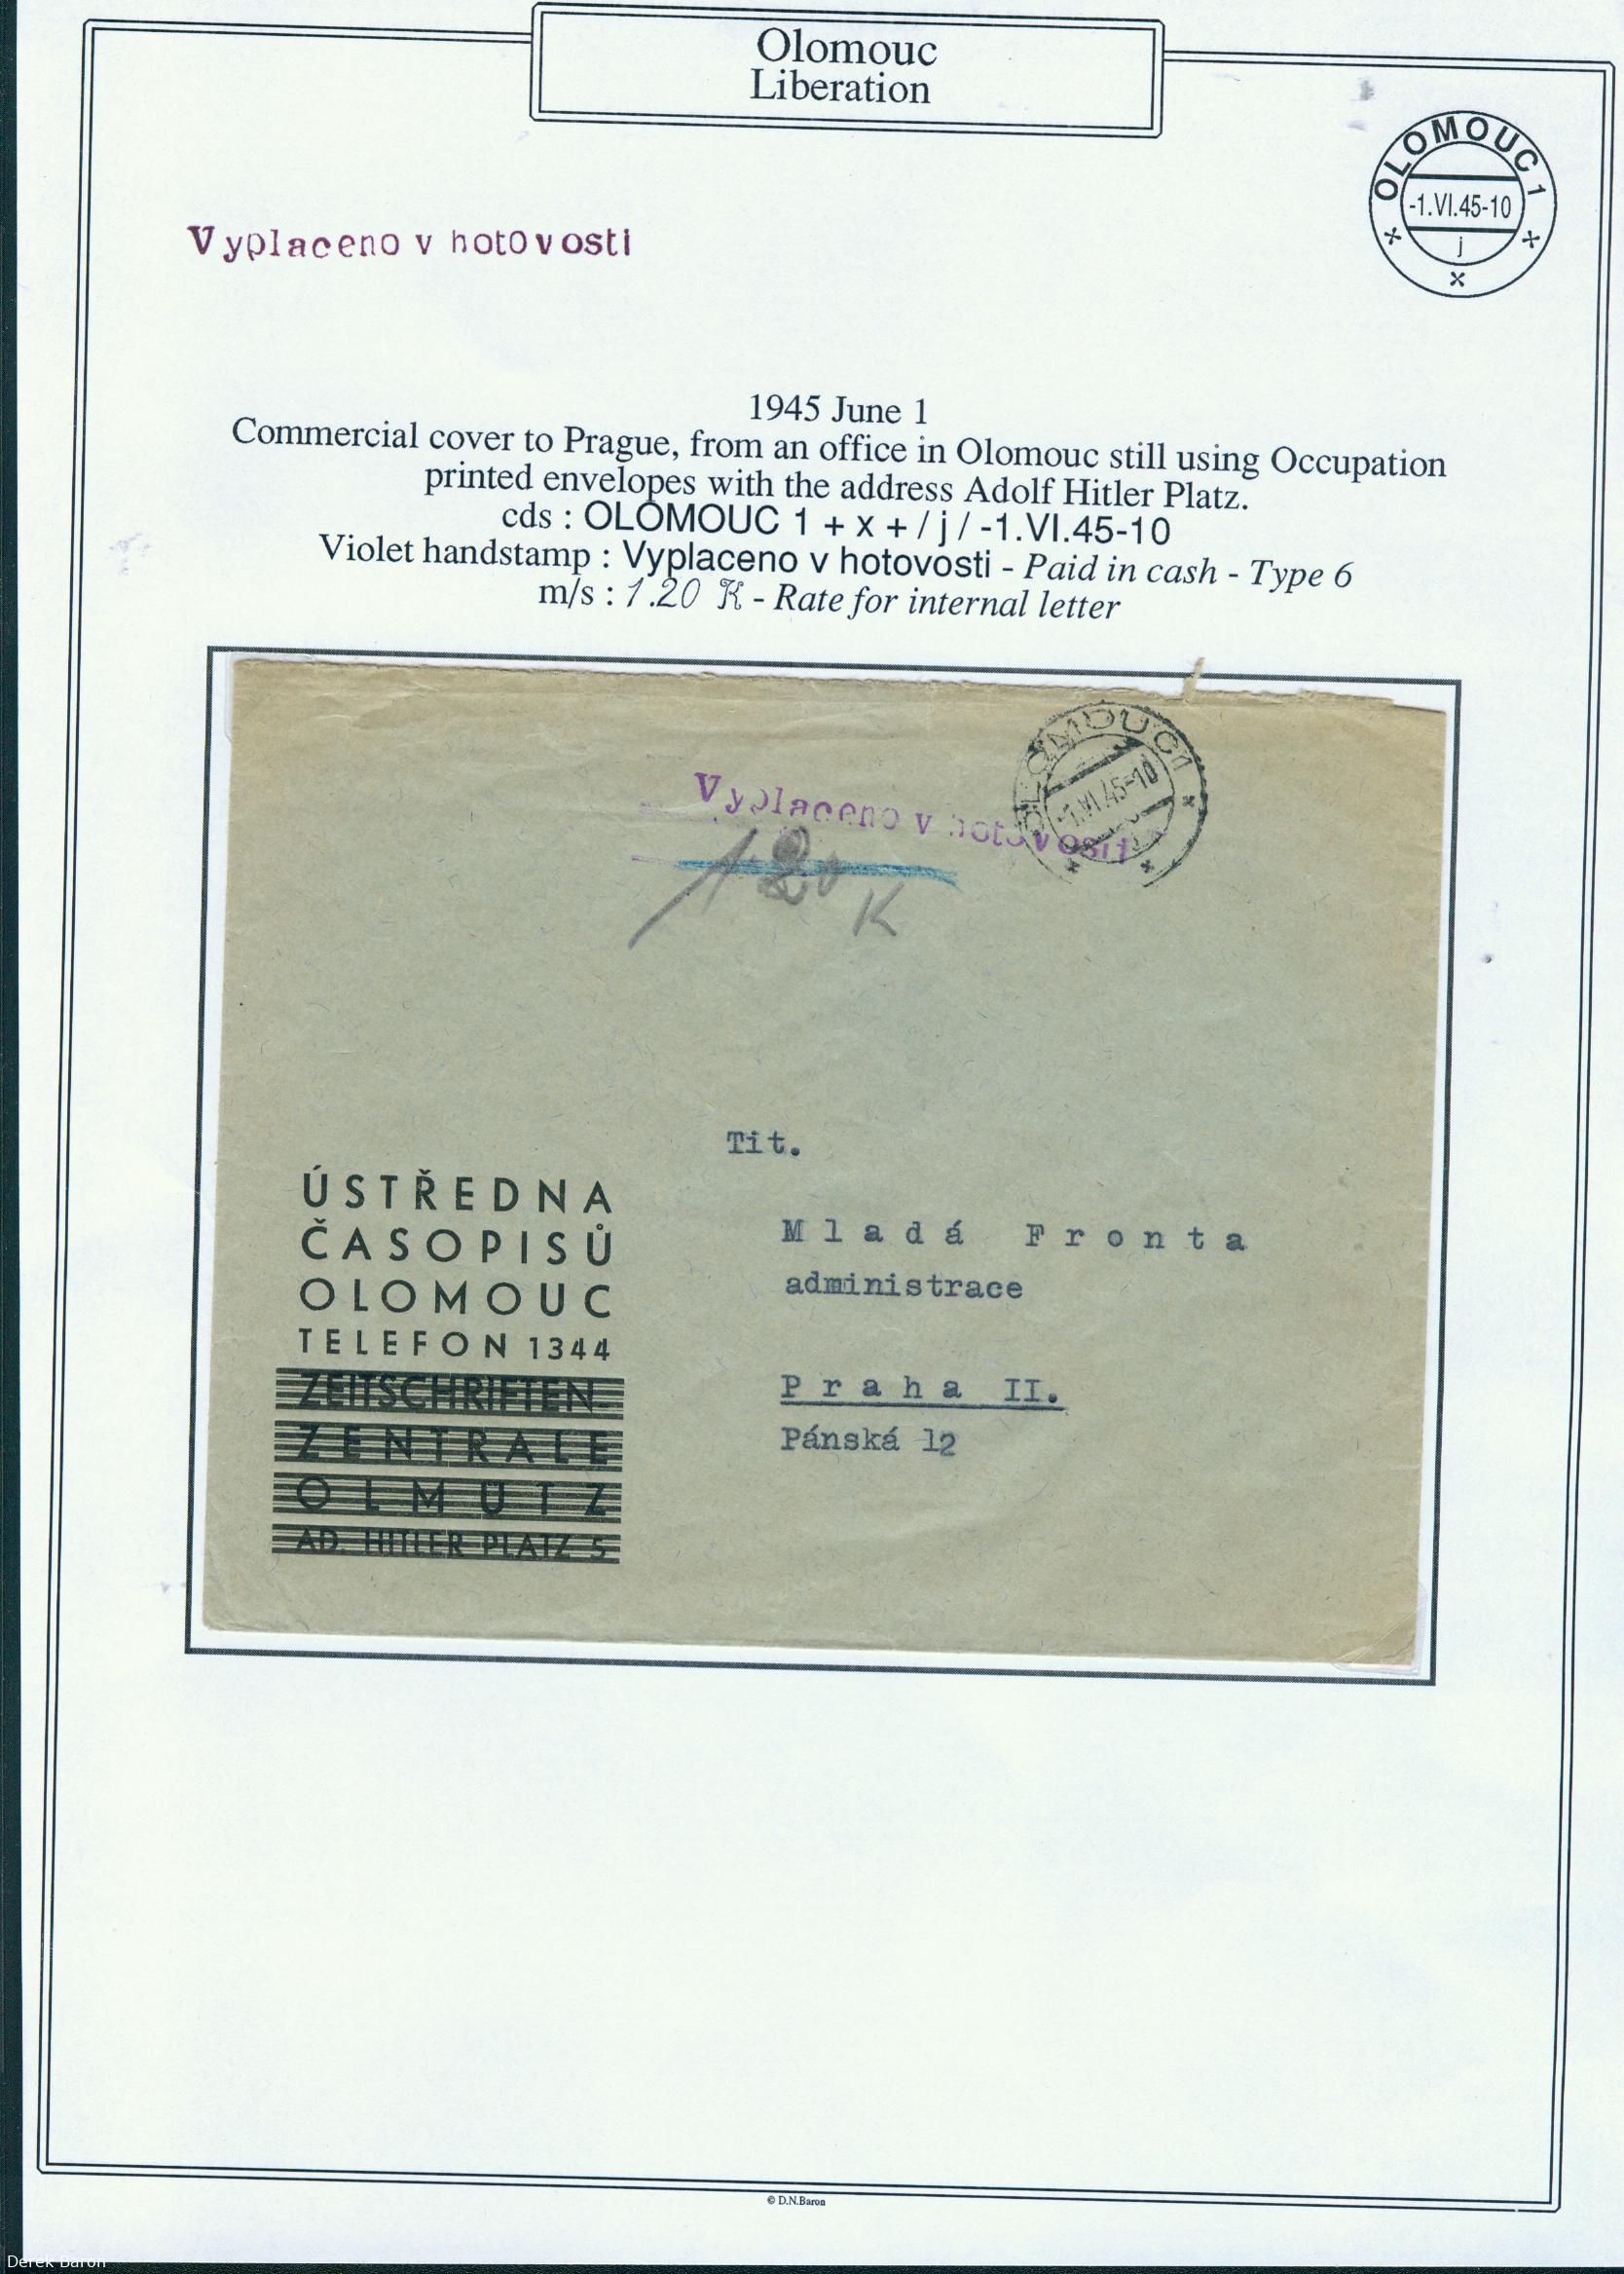 Olomouc
Liberation
OLOMOUC 1
-1.VI.45-10
j
Vyplaceno v hotovosti
1945 June 1
Commercial cover to Prague, from an office in Olomouc still using Occupation
printed envelopes with the address Adolf Hitler Platz.
cds : OLOMOUC 1 + x + / j / -1.VI.45-10
Violet handstamp : Vyplaceno v hotovosti - Paid in cash - Type 6
m/s : 1.20 K - Rate for internal letter
OLOMOUC 1
-1.VI.45-10
Vyplaceno v hotovosti
1·20 K
Tit.
Mladá Fronta
administrace
Praha II.
Pánská 12
ÚSTŘEDNA
ČASOPISŮ
OLOMOUC
TELEFON 1344
ZEITSCHRIFTEN-
ZENTRALE
OLMÜTZ
AD. HITLER PLATZ 5
© D.N.Baron
Derek Baron